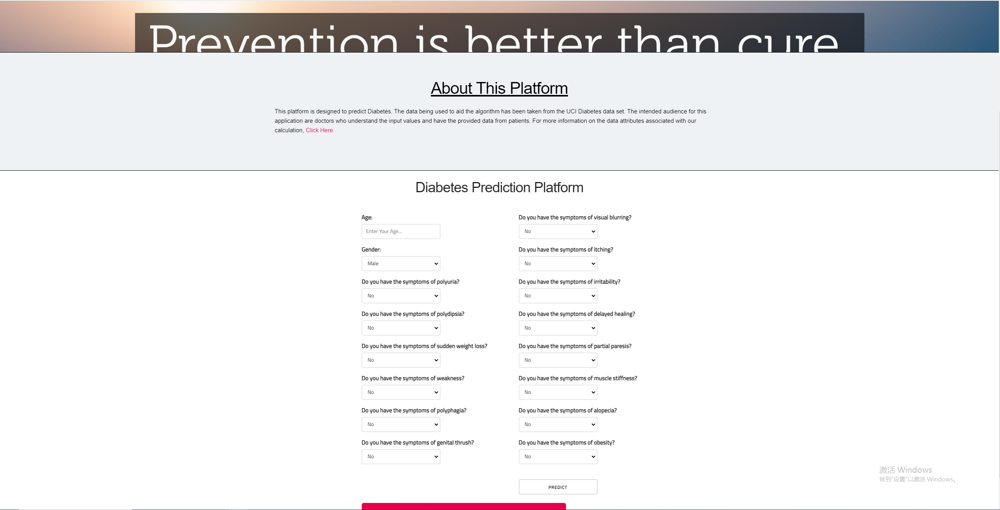 Prevention is better than cure
About This Platform
This platform is designed to predict Diabetes. The data being used to aid the algorithm has been taken from the UCI Diabetes data set. The intended audience for this
application are doctors who understand the input values and have the provided data from patients. For more information on the data attributes associated with our
calculation, Click Here.
Diabetes Prediction Platform
Age:
Enter Your Age...
Gender:
Male
Do you have the symptoms of polyuria?
No
Do you have the symptoms of polydipsia?
No
Do you have the symptoms of sudden weight loss?
No
Do you have the symptoms of weakness?
No
Do you have the symptoms of polyphagia?
No
Do you have the symptoms of genital thrush?
No
Do you have the symptoms of visual blurring?
No
Do you have the symptoms of itching?
No
Do you have the symptoms of irritability?
No
Do you have the symptoms of delayed healing?
No
Do you have the symptoms of partial paresis?
No
Do you have the symptoms of muscle stiffness?
No
Do you have the symptoms of alopecia?
No
Do you have the symptoms of obesity?
No
PREDICT
激活 Windows
转到“设置”以激活 Windows。